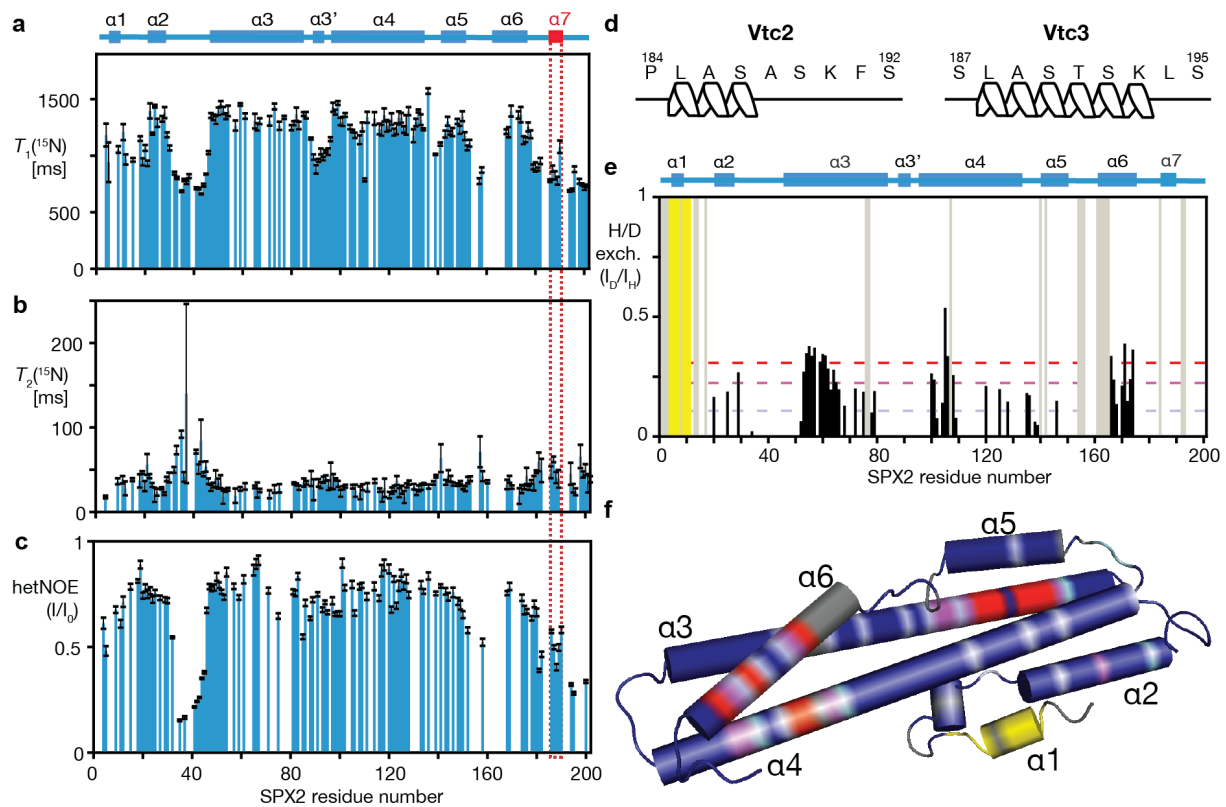 a
α1 α2 α3 α3' α4 α5 α6 α7
1500
1000
500
0
T1(15N)
[ms]
b
200
100
50
0
T2(15N)
[ms]
c
1
0.5
0
hetNOE
(I/I0)
0 40 80 120 160 200
SPX2 residue number
d
Vtc2
184 192
P L A S A S K F S
Vtc3
187 195
S L A S T S K L S
e
α1 α2 α3 α3' α4 α5 α6 α7
1
0.5
0
H/D
exch.
(ID/IH)
0 40 80 120 160 200
SPX2 residue number
f
α5
α6
α3
α2
α4
α1